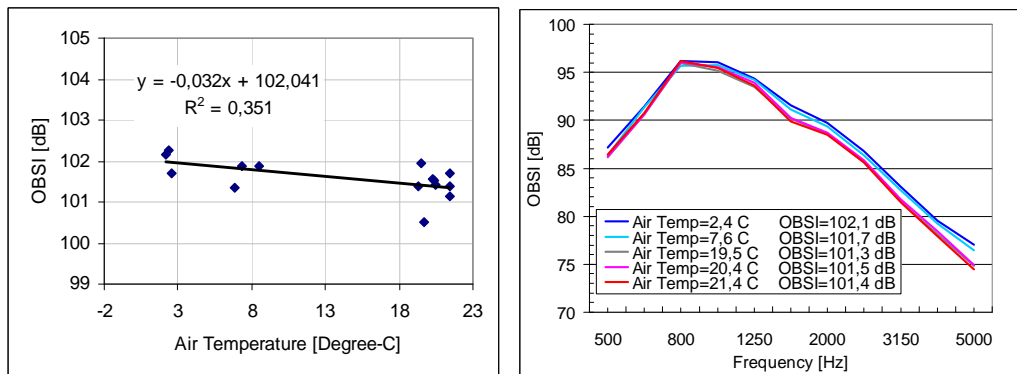 105
104
103
102
101
100
99
OBSI [dB]
y = -0,032x + 102,041
R² = 0,351
-2 3 8 13 18 23
Air Temperature [Degree-C]
100
95
90
85
80
75
70
OBSI [dB]
Air Temp=2,4 C OBSI=102,1 dB
Air Temp=7,6 C OBSI=101,7 dB
Air Temp=19,5 C OBSI=101,3 dB
Air Temp=20,4 C OBSI=101,5 dB
Air Temp=21,4 C OBSI=101,4 dB
500 800 1250 2000 3150 5000
Frequency [Hz]